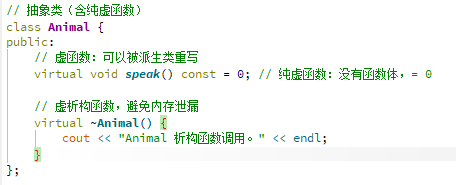 // 抽象类（含纯虚函数）
class Animal {
public:
    // 虚函数：可以被派生类重写
    virtual void speak() const = 0; // 纯虚函数：没有函数体，= 0
    // 虚析构函数，避免内存泄漏
    virtual ~Animal() {
        cout << "Animal 析构函数调用。" << endl;
    }
};